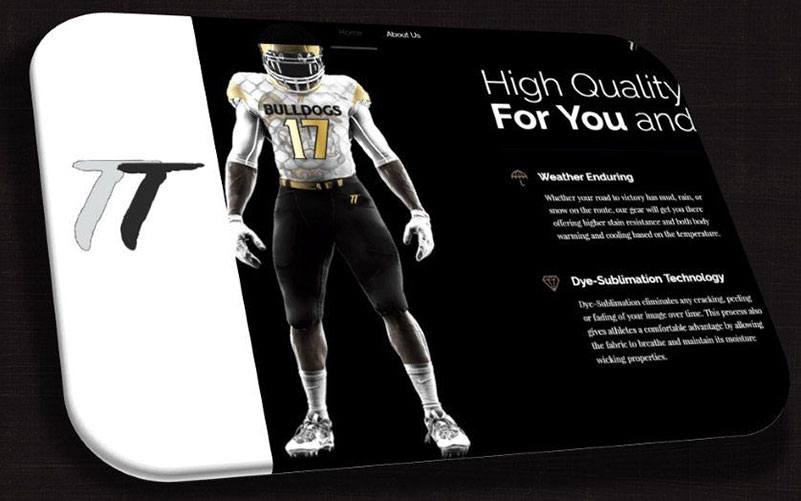 Home About Us
High Quality
For You and
BULLDOGS
17
TT
TT
Weather Enduring
Whether your road to victory has mud, rain, or
snow on the route, our gear will get you there
offering higher stain resistance and both body
warming and cooling based on the temperature.
Dye-Sublimation Technology
Dye-Sublimation eliminates any cracking, peeling
or fading of your image over time. This process also
gives athletes a comfortable advantage by allowing
the fabric to breathe and maintain its moisture
wicking properties.